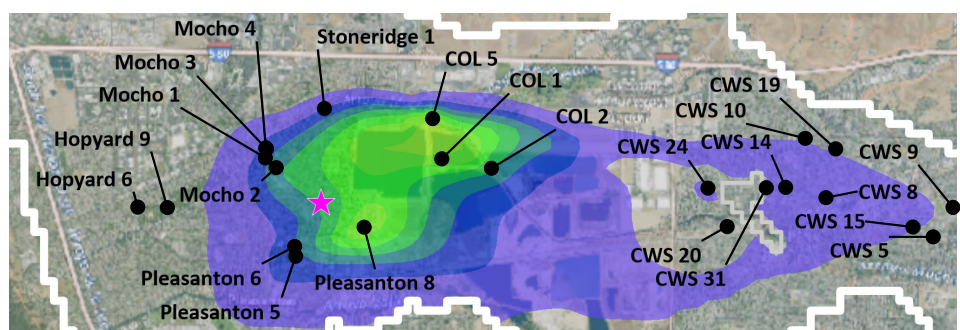 Mocho 4
Stoneridge 1
Mocho 3
COL 5
Mocho 1
COL 1
CWS 19
CWS 10
Hopyard 9
COL 2
CWS 14
CWS 24
CWS 9
Hopyard 6
Mocho 2
CWS 8
CWS 15
CWS 20
CWS 5
Pleasanton 6
Pleasanton 8
CWS 31
Pleasanton 5